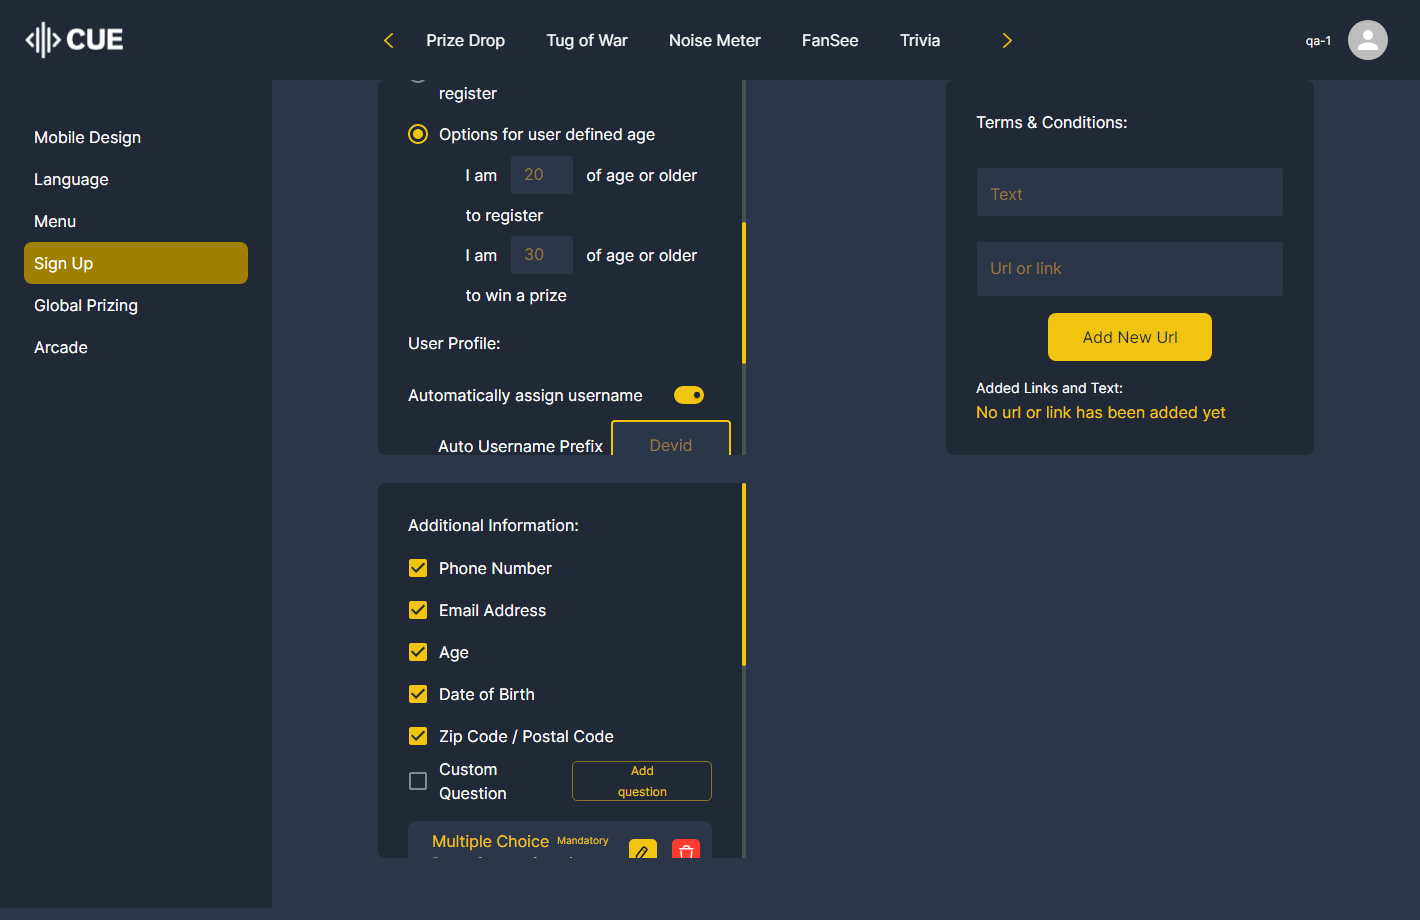 CUE
Prize Drop
Tug of War
Noise Meter
FanSee
Trivia
qa-1
Mobile Design
Language
Menu
Sign Up
Global Prizing
Arcade
register
Options for user defined age
I am 20 of age or older
to register
I am 30 of age or older
to win a prize
User Profile:
Automatically assign username
Auto Username Prefix Devid
Additional Information:
Phone Number
Email Address
Age
Date of Birth
Zip Code / Postal Code
Custom
Question
Add
question
Multiple Choice Mandatory
Terms & Conditions:
Text
Url or link
Add New Url
Added Links and Text:
No url or link has been added yet